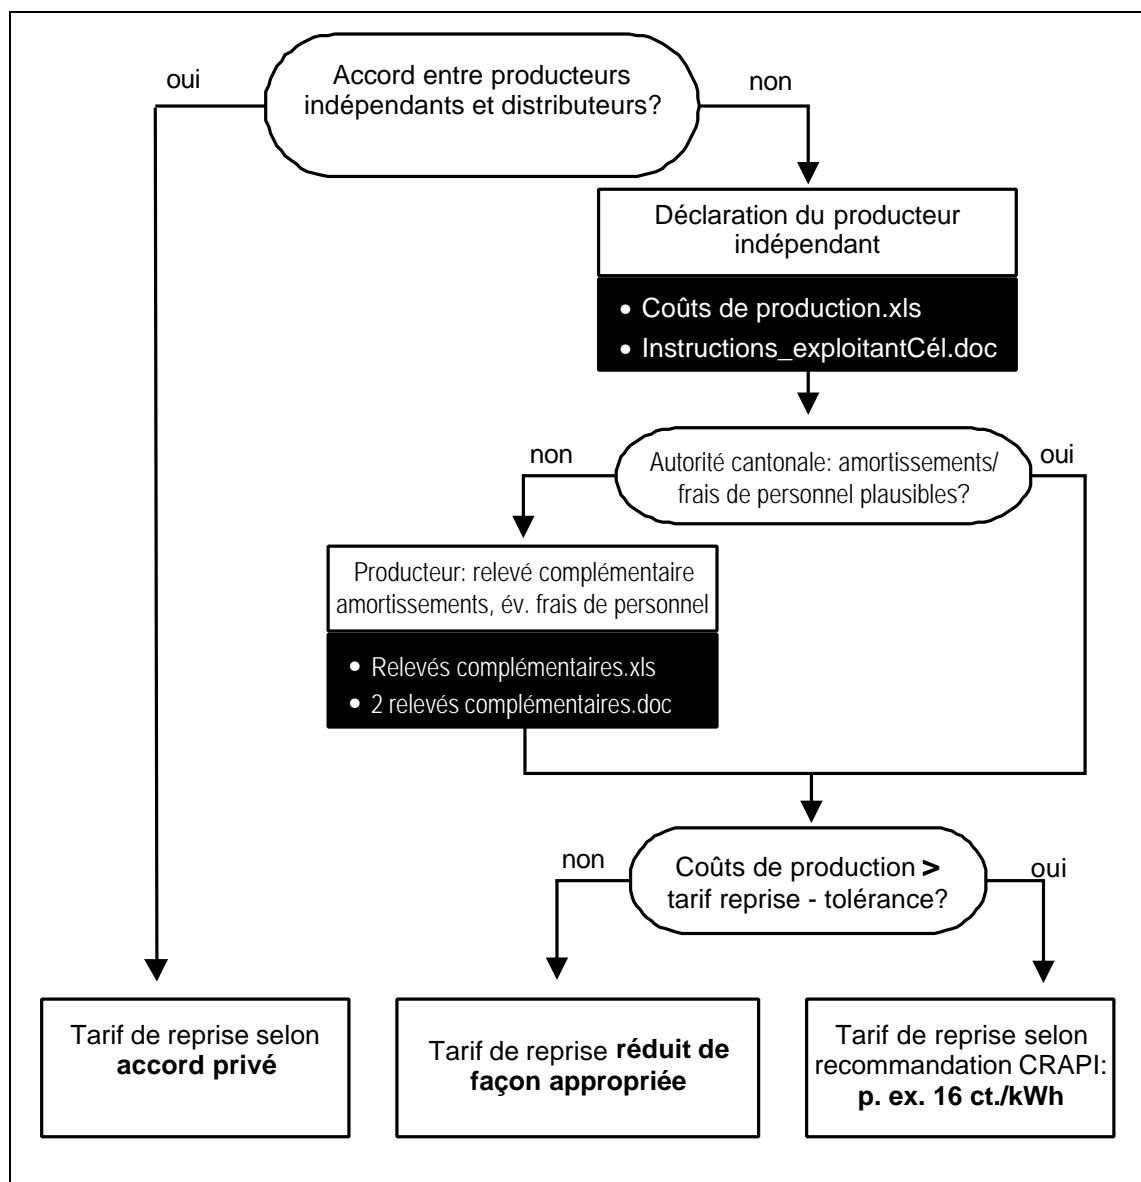 Accord entre producteurs
indépendants et distributeurs?
oui
non
Déclaration du producteur
indépendant
• Coûts de production.xls
• Instructions_exploitantCél.doc
Autorité cantonale: amortissements/
frais de personnel plausibles?
non
oui
Producteur: relevé complémentaire
amortissements, év. frais de personnel
• Relevés complémentaires.xls
• 2 relevés complémentaires.doc
Coûts de production >
tarif reprise - tolérance?
non
oui
Tarif de reprise selon
accord privé
Tarif de reprise réduit de
façon appropriée
Tarif de reprise selon
recommandation CRAPI:
p. ex. 16 ct./kWh